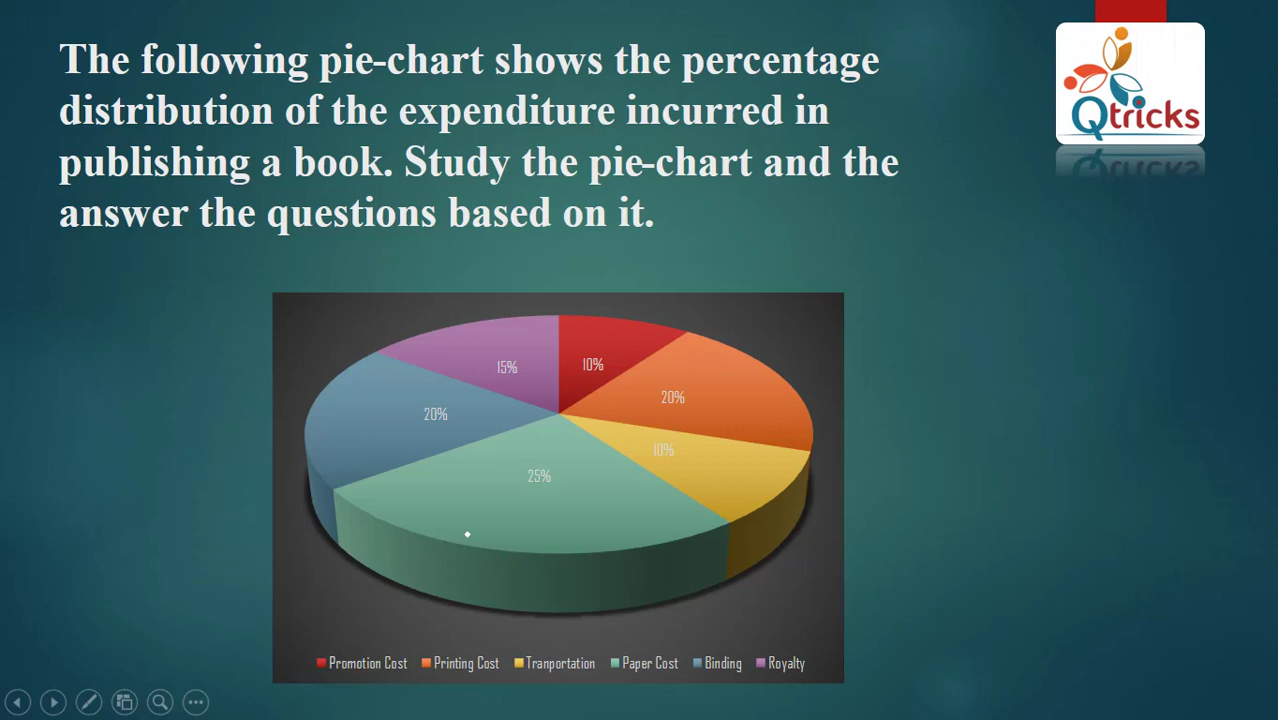 The following pie-chart shows the percentage
distribution of the expenditure incurred in
publishing a book. Study the pie-chart and the
answer the questions based on it.
Qtricks
15%
10%
20%
20%
10%
25%
Promotion Cost Printing Cost Tranportation Paper Cost Binding Royalty